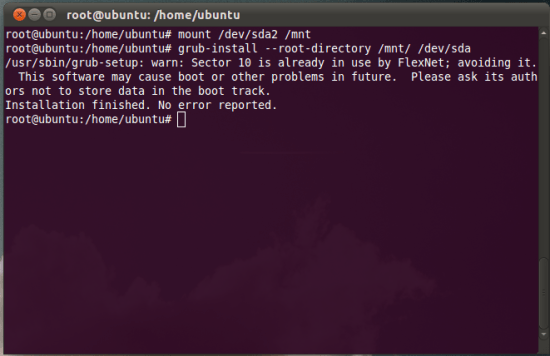 root@ubuntu: /home/ubuntu
root@ubuntu:/home/ubuntu# mount /dev/sda2 /mnt
root@ubuntu:/home/ubuntu# grub-install --root-directory /mnt/ /dev/sda
/usr/sbin/grub-setup: warn: Sector 10 is already in use by FlexNet; avoiding it.
  This software may cause boot or other problems in future.  Please ask its auth
ors not to store data in the boot track.
Installation finished. No error reported.
root@ubuntu:/home/ubuntu#